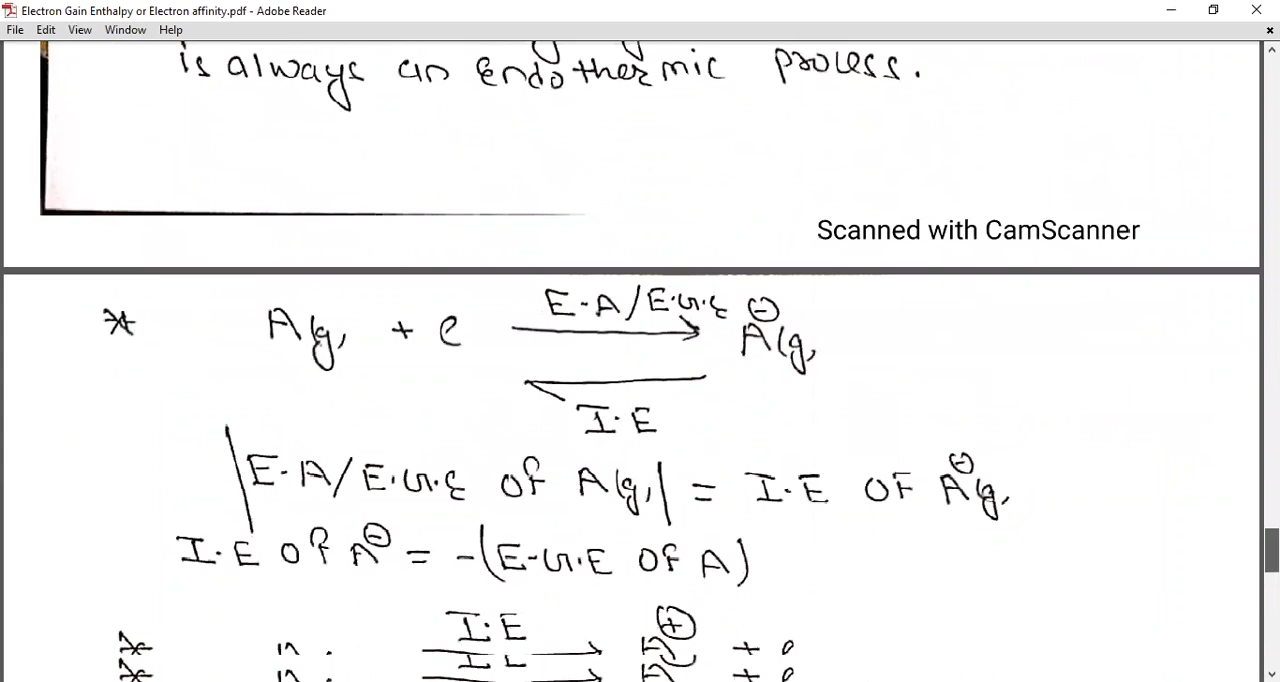 Electron Gain Enthalpy or Electron affinity.pdf - Adobe Reader
File Edit View Window Help
is always an Endothermic process.
Scanned with CamScanner
* A(g) + e E-A/E.G.E A⊖(g)
I.E
|E-A/E.G.E of A(g)| = I.E OF A⊖(g)
I.E of A⊖ = -(E-G.E OF A)
* I.E ⊕ + e